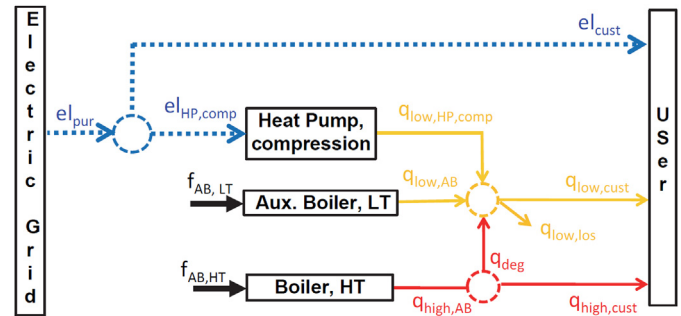 Electric Grid
el_pur
el_cust
el_HP,comp
Heat Pump,
compression
q_low,HP,comp
f_AB, LT
Aux. Boiler, LT
q_low,AB
q_low,cust
q_low,los
q_deg
f_AB,HT
Boiler, HT
q_high,AB
q_high,cust
USer